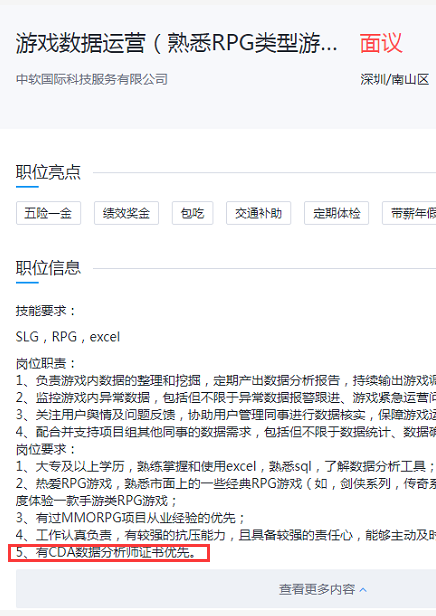 游戏数据运营（熟悉RPG类型游... 面议
中软国际科技服务有限公司 深圳/南山区
职位亮点
五险一金 绩效奖金 包吃 交通补助 定期体检 带薪年假
职位信息
技能要求：
SLG，RPG，excel
岗位职责：
1、负责游戏内数据的整理和挖掘，定期产出数据分析报告，持续输出游戏调
2、监控游戏内异常数据，包括但不限于异常数据报警跟进、游戏紧急运营问
3、关注用户舆情及问题反馈，协助用户管理同事进行数据核实，保障游戏运
4、配合并支持项目组其他同事的数据需求，包括但不限于数据统计、数据确
岗位要求：
1、大专及以上学历，熟练掌握和使用excel，熟悉sql，了解数据分析工具；
2、热爱RPG游戏，熟悉市面上的一些经典RPG游戏（如，剑侠系列，传奇系
度体验一款手游类RPG游戏；
3、有过MMORPG项目从业经验的优先；
4、工作认真负责，有较强的抗压能力，且具备较强的责任心，能够主动及时
5、有CDA数据分析师证书优先。
查看更多内容